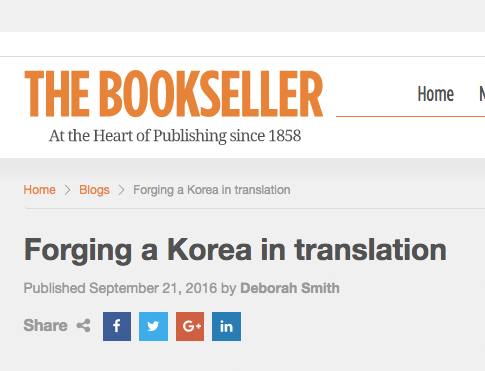 THE BOOKSELLER
Home N
At the Heart of Publishing since 1858
Home > Blogs > Forging a Korea in translation
Forging a Korea in translation
Published September 21, 2016 by Deborah Smith
Share f G+ in